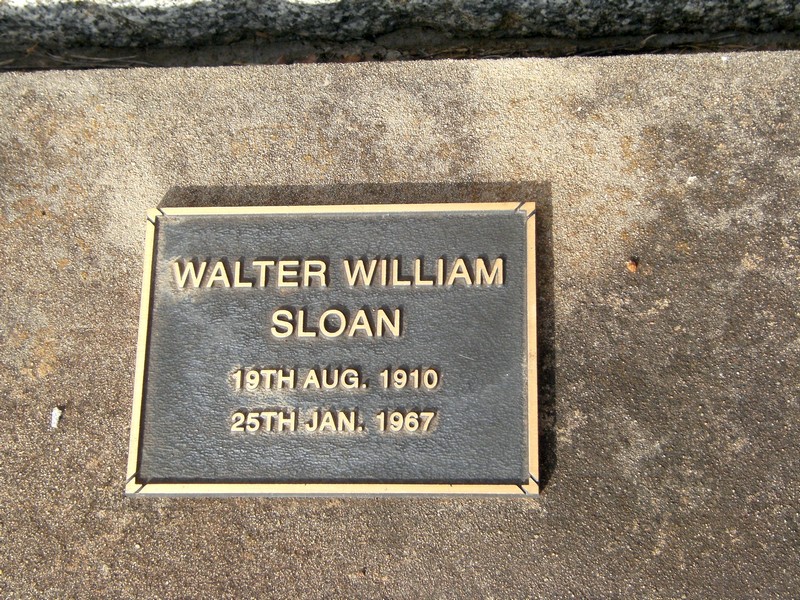 WALTER WILLIAM
SLOAN
19TH AUG. 1910
25TH JAN. 1967